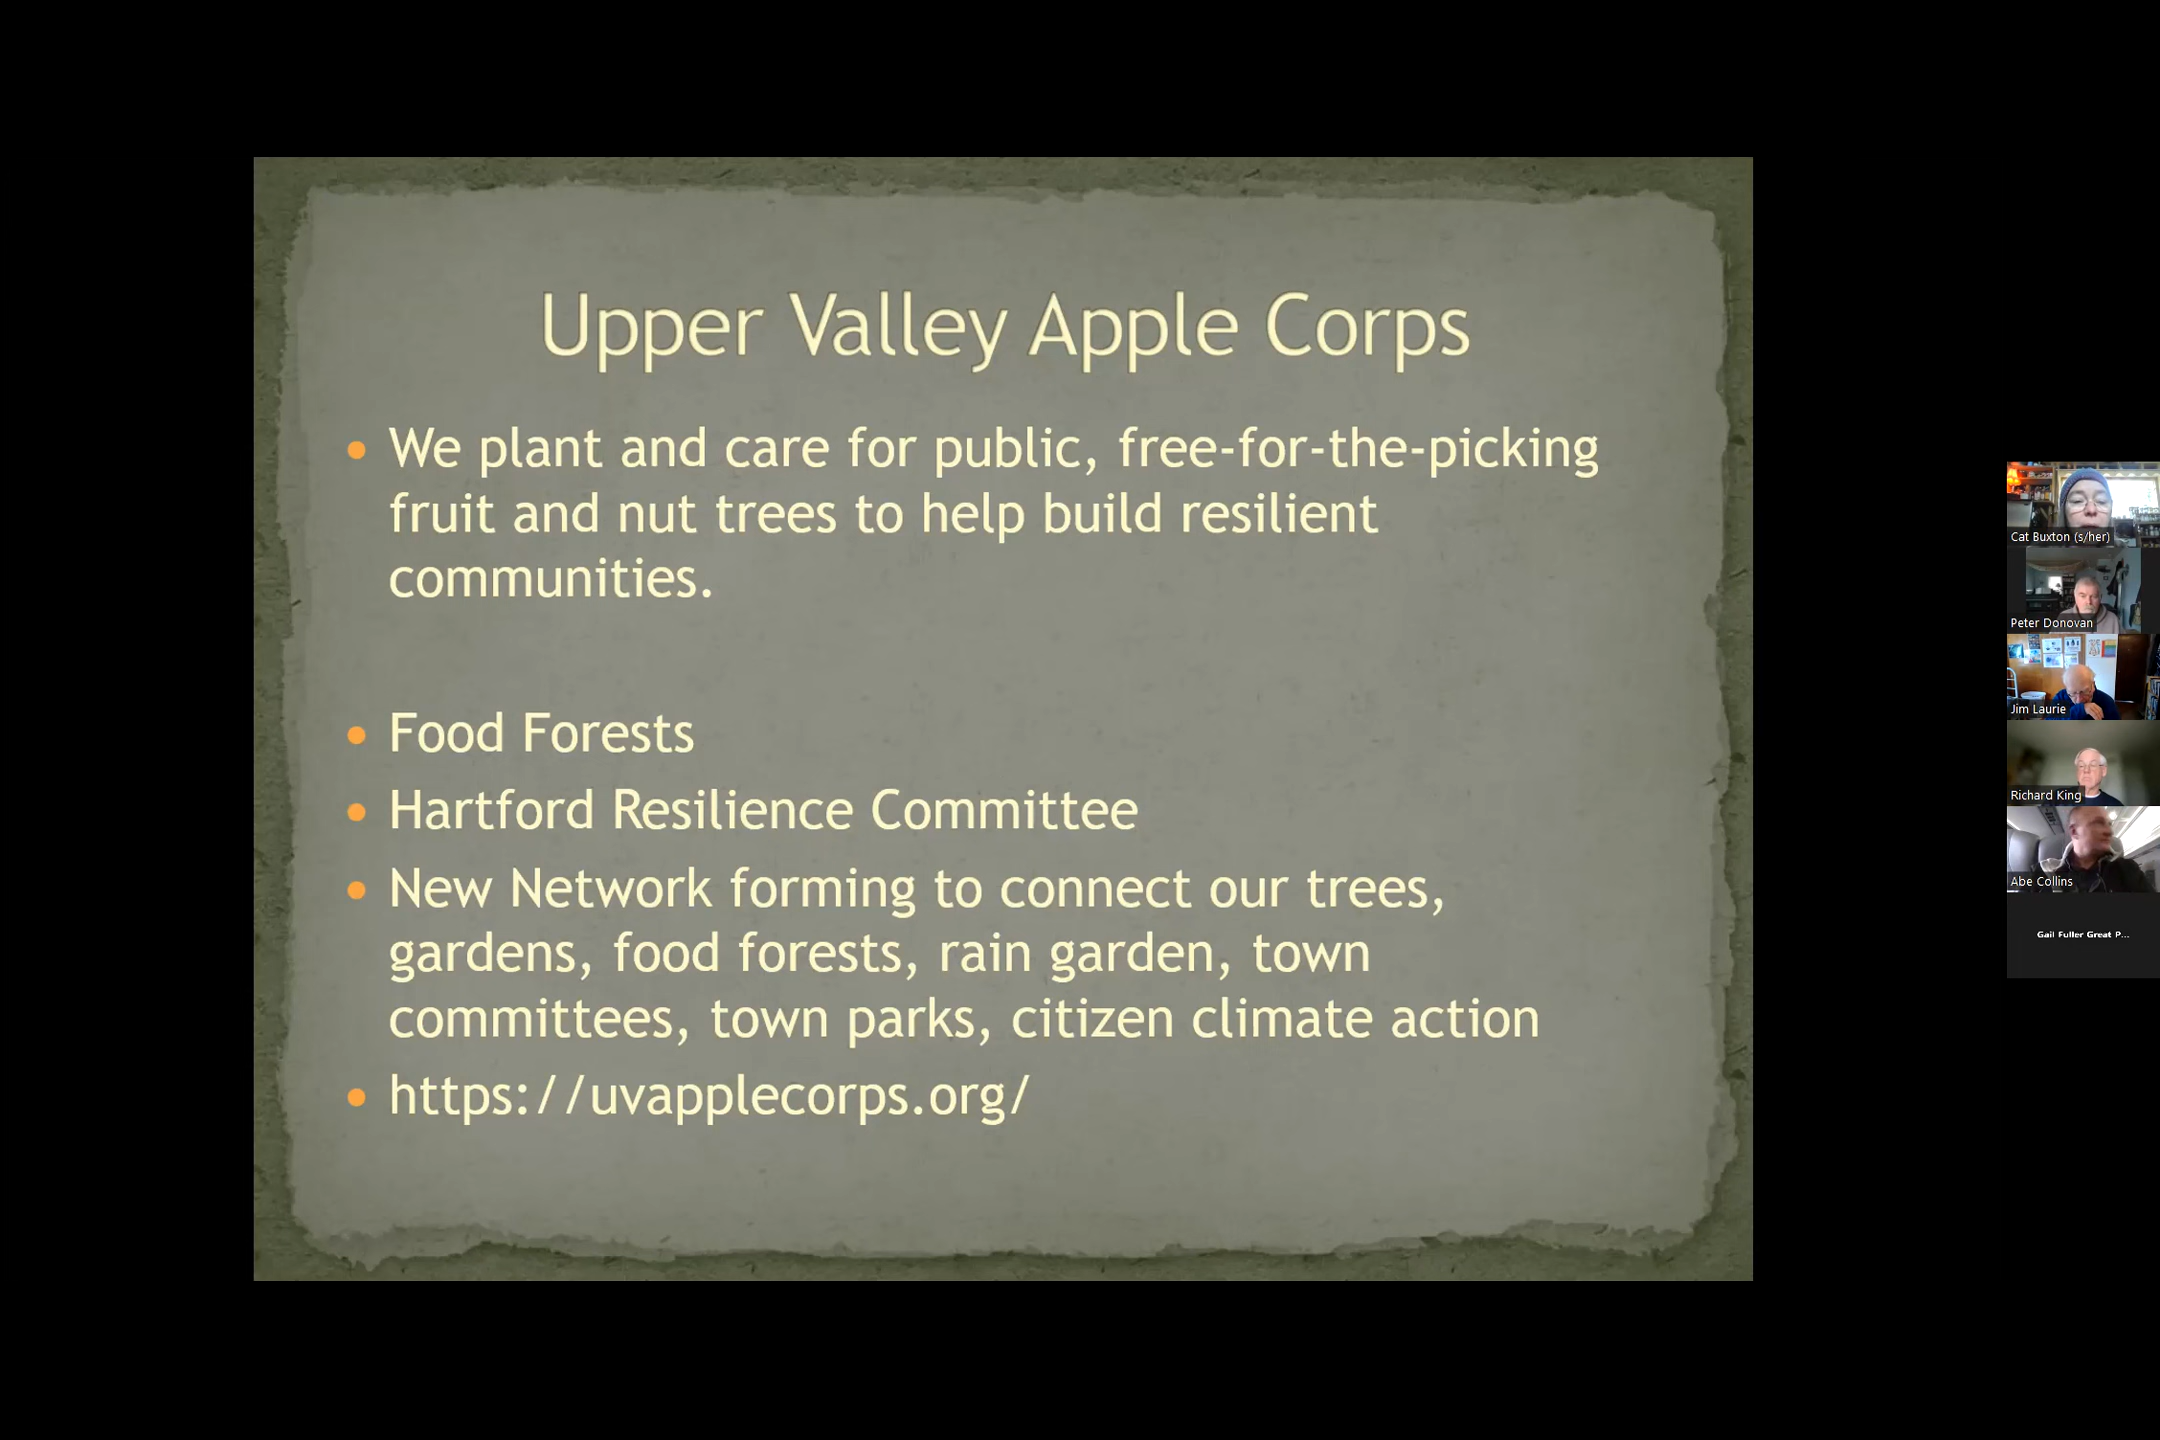 Upper Valley Apple Corps
• We plant and care for public, free-for-the-picking
fruit and nut trees to help build resilient
communities.
• Food Forests
• Hartford Resilience Committee
• New Network forming to connect our trees,
gardens, food forests, rain garden, town
committees, town parks, citizen climate action
• https://uvapplecorps.org/
Cat Buxton (s/her)
Peter Donovan
Jim Laurie
Richard King
Abe Collins
Gail Fuller Great P...